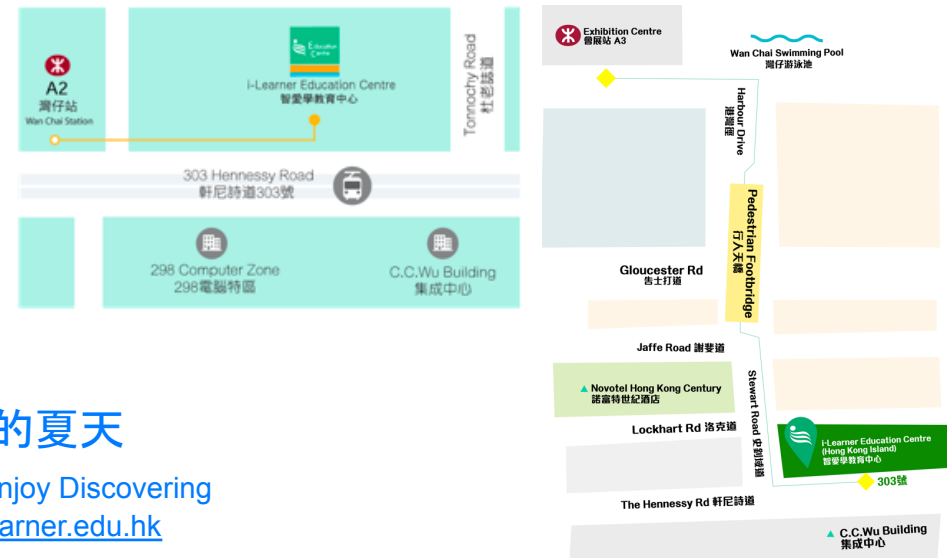 A2
灣仔站
Wan Chai Station
Education
Centre
i-Learner Education Centre
智愛學教育中心
Tonnochy Road
杜老誌道
303 Hennessy Road
軒尼詩道303號
298 Computer Zone
298電腦特區
C.C.Wu Building
集成中心
的夏天
njoy Discovering
arner.edu.hk
Exhibition Centre
會展站 A3
Wan Chai Swimming Pool
灣仔游泳池
Harbour Drive
港灣徑
Pedestrian Footbridge
行人天橋
Gloucester Rd
告士打道
Jaffe Road 謝斐道
Novotel Hong Kong Century
諾富特世紀酒店
Stewart Road 史釗域道
Lockhart Rd 洛克道
i-Learner Education Centre
(Hong Kong Island)
智愛學教育中心
303號
The Hennessy Rd 軒尼詩道
C.C.Wu Building
集成中心